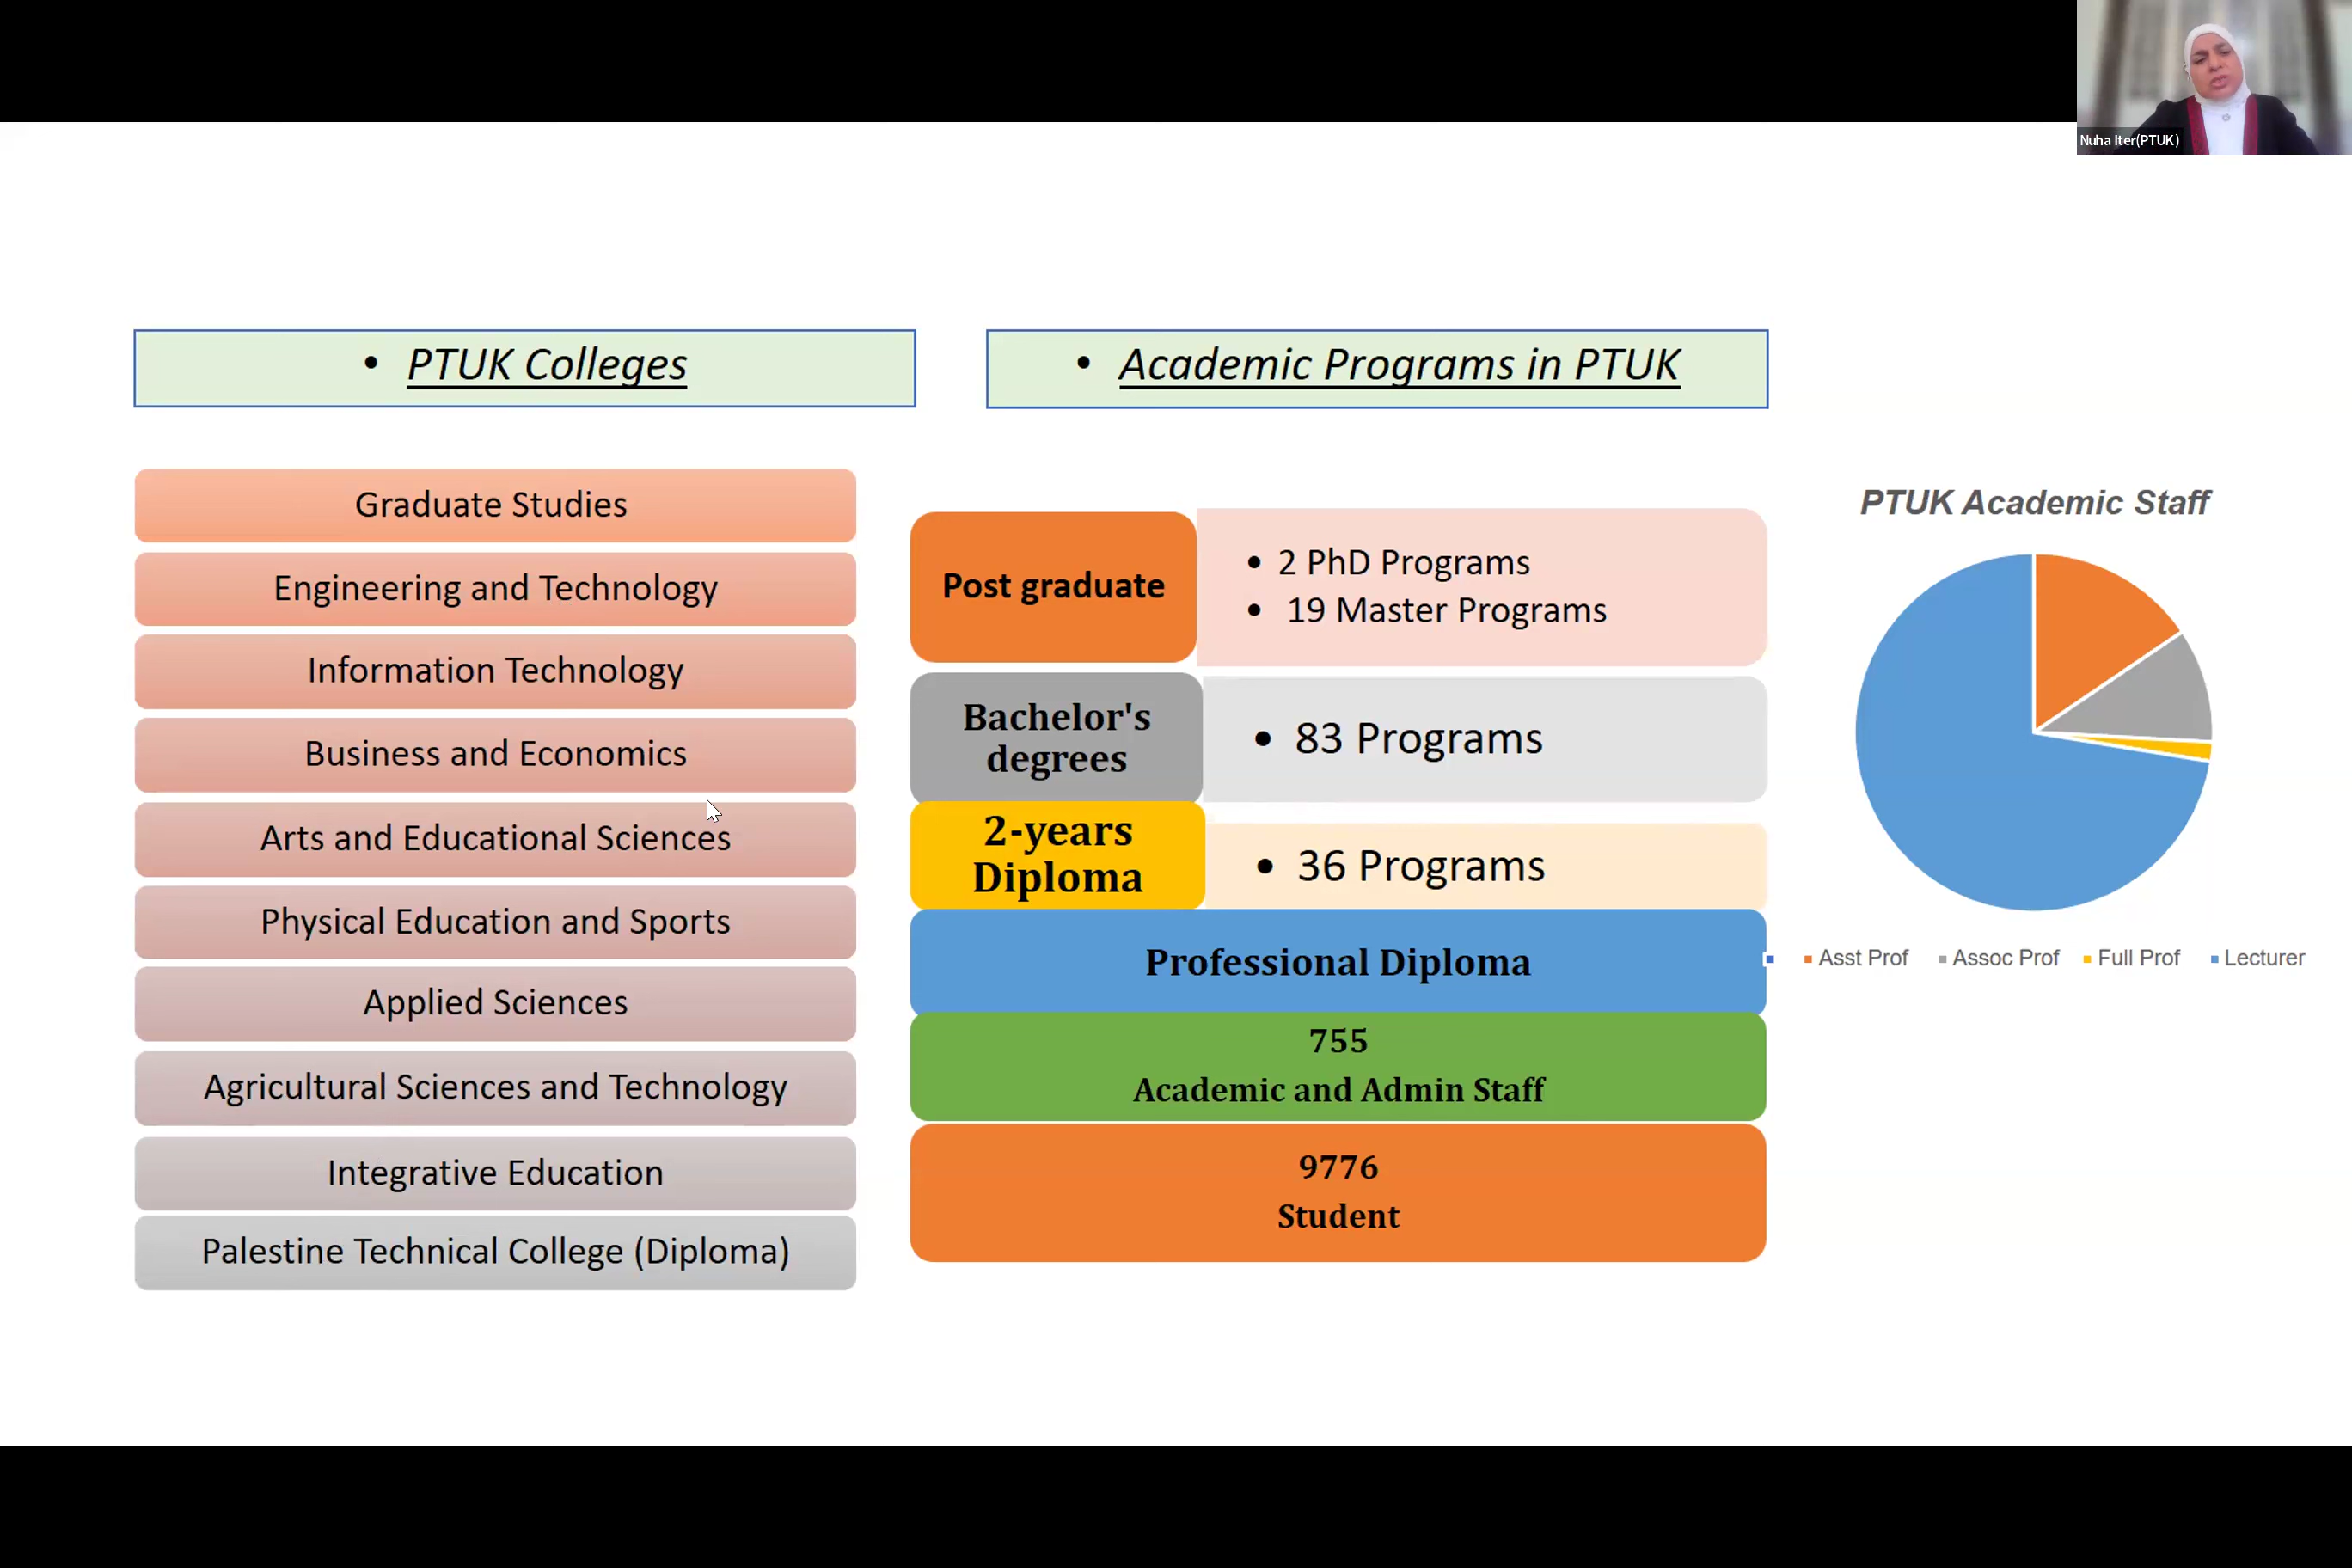 Nuha Iter(PTUK)
• PTUK Colleges
Graduate Studies
Engineering and Technology
Information Technology
Business and Economics
Arts and Educational Sciences
Physical Education and Sports
Applied Sciences
Agricultural Sciences and Technology
Integrative Education
Palestine Technical College (Diploma)
• Academic Programs in PTUK
Post graduate
• 2 PhD Programs
• 19 Master Programs
Bachelor's
degrees
• 83 Programs
2-years
Diploma
• 36 Programs
Professional Diploma
755
Academic and Admin Staff
9776
Student
PTUK Academic Staff
Asst Prof Assoc Prof Full Prof Lecturer